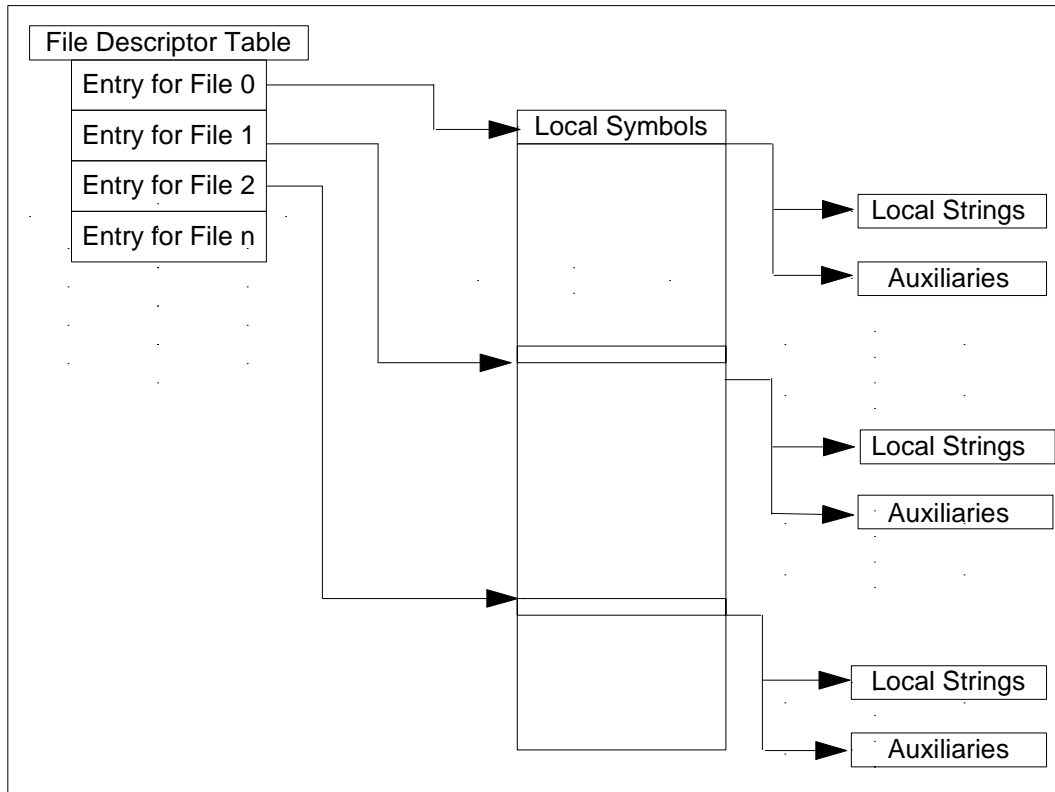 File Descriptor Table
Entry for File 0
Entry for File 1
Entry for File 2
Entry for File n
Local Symbols
Local Strings
Auxiliaries
Local Strings
Auxiliaries
Local Strings
Auxiliaries